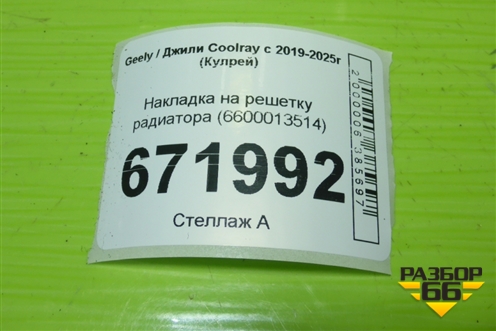 Geely / Джили Coolray с 2019-2025г
(Кулрей)
Накладка на решетку
радиатора (6600013514)
671992
Стеллаж А
2000006385697
РАЗБОР
66